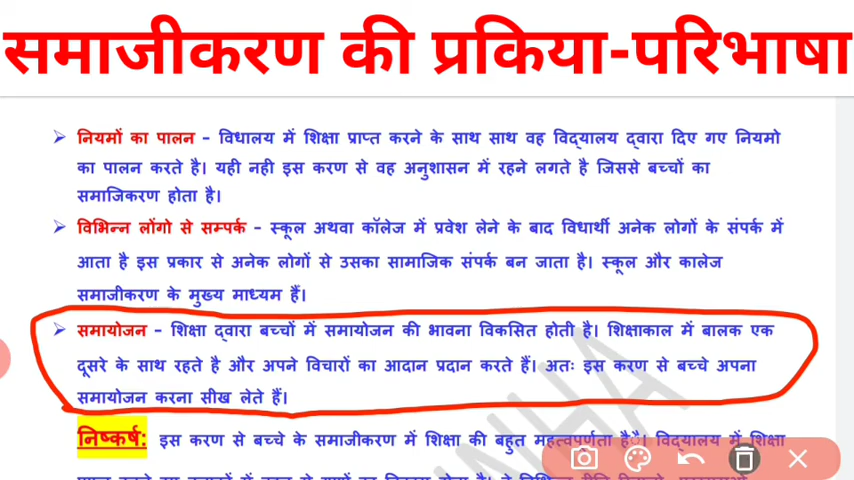 समाजीकरण की प्रकिया-परिभाषा
➢ नियमों का पालन – विधालय में शिक्षा प्राप्त करने के साथ साथ वह विद्यालय द्वारा दिए गए नियमो
का पालन करते है। यही नही इस करण से वह अनुशासन में रहने लगते है जिससे बच्चों का
समाजिकरण होता है।
➢ विभिन्न लोंगो से सम्पर्क – स्कूल अथवा कॉलेज में प्रवेश लेने के बाद विधार्थी अनेक लोगों के संपर्क में
आता है इस प्रकार से अनेक लोगों से उसका सामाजिक संपर्क बन जाता है। स्कूल और कालेज
समाजीकरण के मुख्य माध्यम हैं।
➢ समायोजन – शिक्षा द्वारा बच्चों में समायोजन की भावना विकसित होती है। शिक्षाकाल में बालक एक
दूसरे के साथ रहते है और अपने विचारों का आदान प्रदान करते हैं। अतः इस करण से बच्चे अपना
समायोजन करना सीख लेते हैं।
निष्कर्ष: इस करण से बच्चे के समाजीकरण में शिक्षा की बहुत महत्वपूर्णता है। विद्यालय में शिक्षा